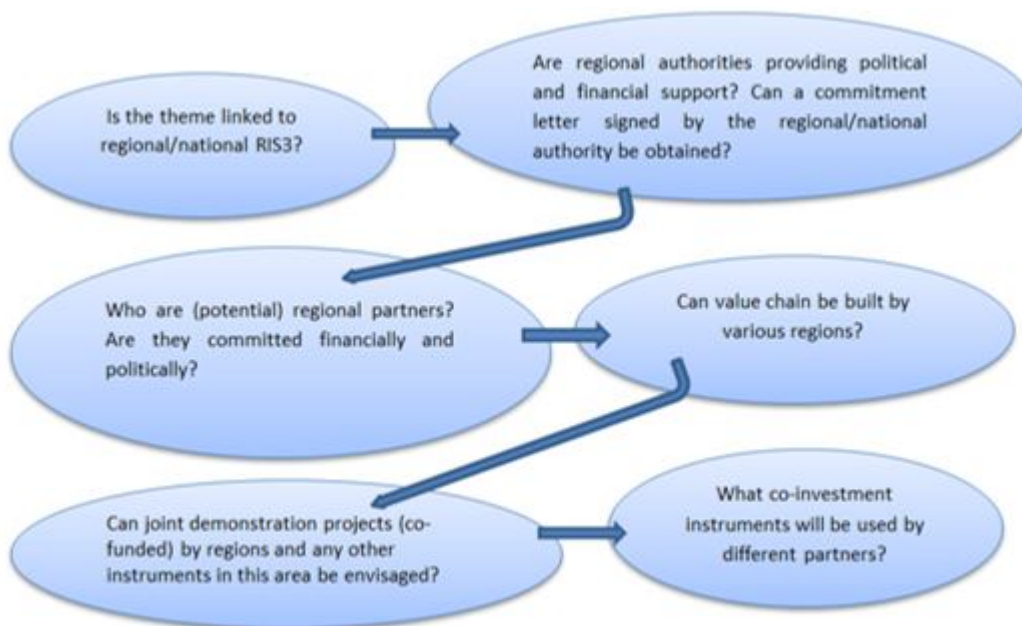 Is the theme linked to
regional/national RIS3?
Are regional authorities providing political
and financial support? Can a commitment
letter signed by the regional/national
authority be obtained?
Who are (potential) regional partners?
Are they committed financially and
politically?
Can value chain be built by
various regions?
Can joint demonstration projects (co-
funded) by regions and any other
instruments in this area be envisaged?
What co-investment
instruments will be used by
different partners?